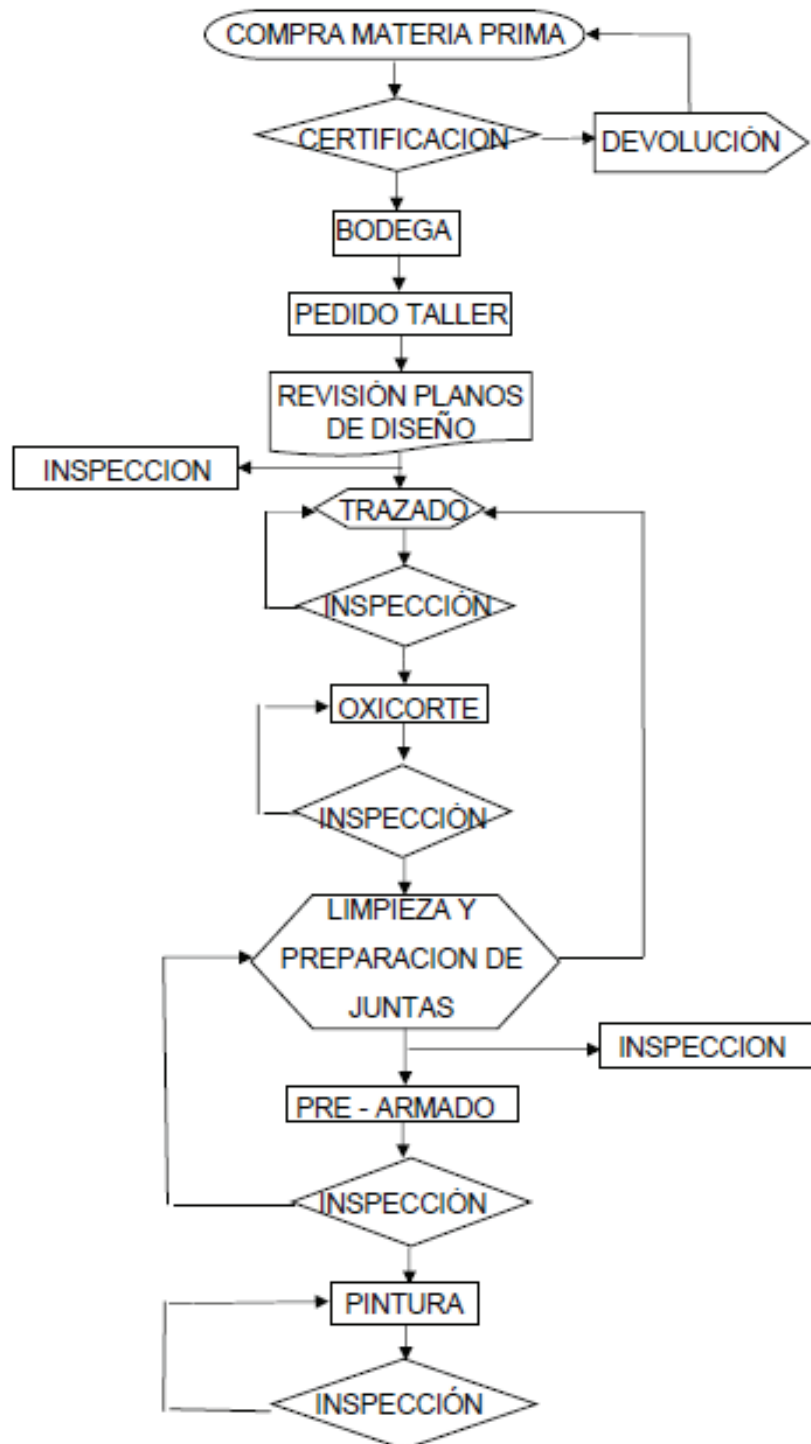 COMPRA MATERIA PRIMA
CERTIFICACION
DEVOLUCIÓN
BODEGA
PEDIDO TALLER
REVISIÓN PLANOS
DE DISEÑO
INSPECCION
TRAZADO
INSPECCIÓN
OXICORTE
INSPECCIÓN
LIMPIEZA Y
PREPARACION DE
JUNTAS
INSPECCION
PRE - ARMADO
INSPECCIÓN
PINTURA
INSPECCIÓN